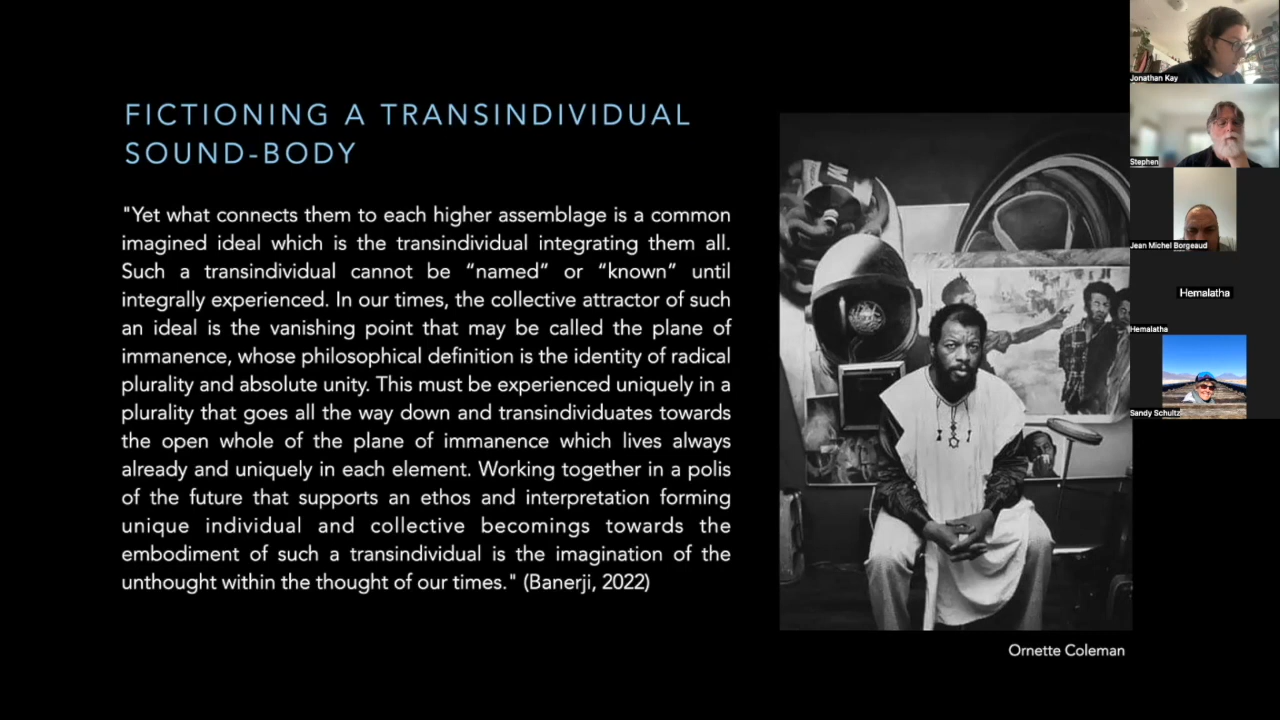 FICTIONING A TRANSINDIVIDUAL
SOUND-BODY
"Yet what connects them to each higher assemblage is a common
imagined ideal which is the transindividual integrating them all.
Such a transindividual cannot be “named” or “known” until
integrally experienced. In our times, the collective attractor of such
an ideal is the vanishing point that may be called the plane of
immanence, whose philosophical definition is the identity of radical
plurality and absolute unity. This must be experienced uniquely in a
plurality that goes all the way down and transindividuates towards
the open whole of the plane of immanence which lives always
already and uniquely in each element. Working together in a polis
of the future that supports an ethos and interpretation forming
unique individual and collective becomings towards the
embodiment of such a transindividual is the imagination of the
unthought within the thought of our times." (Banerji, 2022)
Ornette Coleman
Jonathan Kay
Stephen
Jean Michel Borgeaud
Hemalatha
Hemalatha
Sandy Schultz